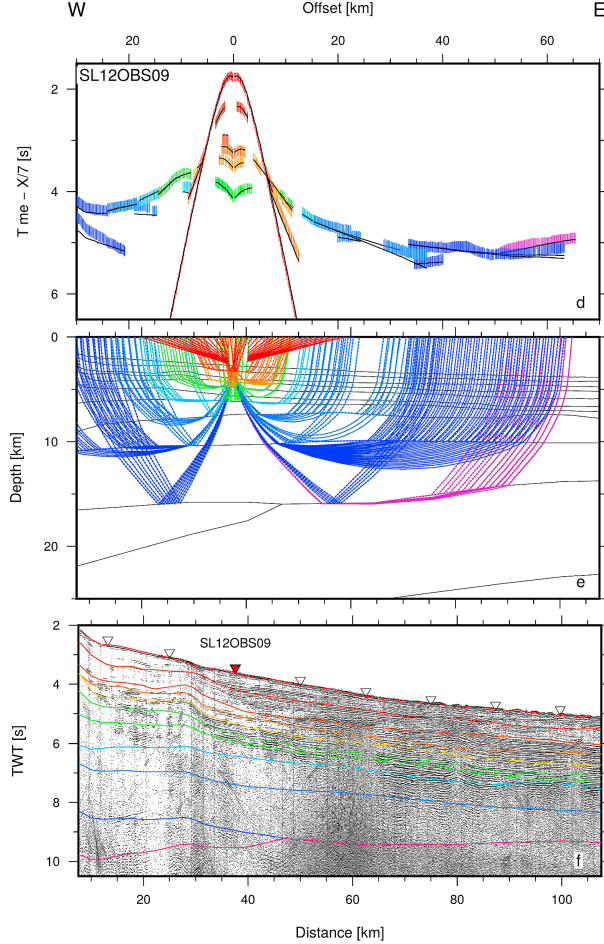 W Offset [km] E
20 0 20 40 60
SL12OBS09
2
4
6
T me − X/7 [s]
d
0
10
20
Depth [km]
e
2
4
6
8
10
TWT [s]
SL12OBS09
f
20 40 60 80 100
Distance [km]